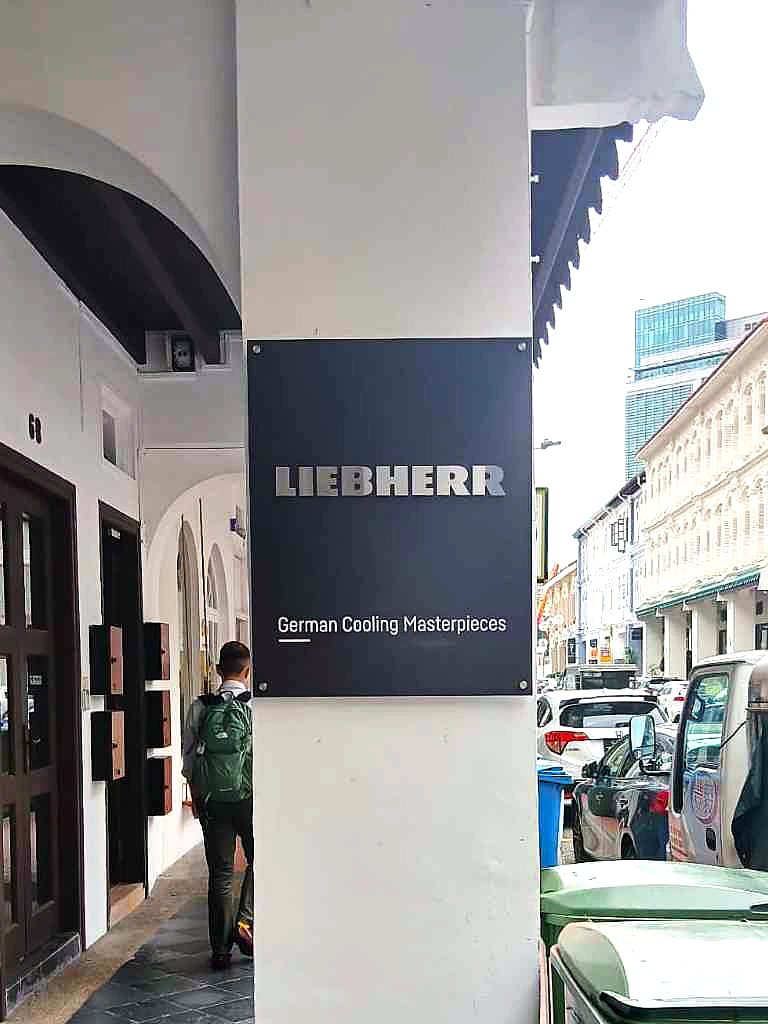 68
LIEBHERR
German Cooling Masterpieces